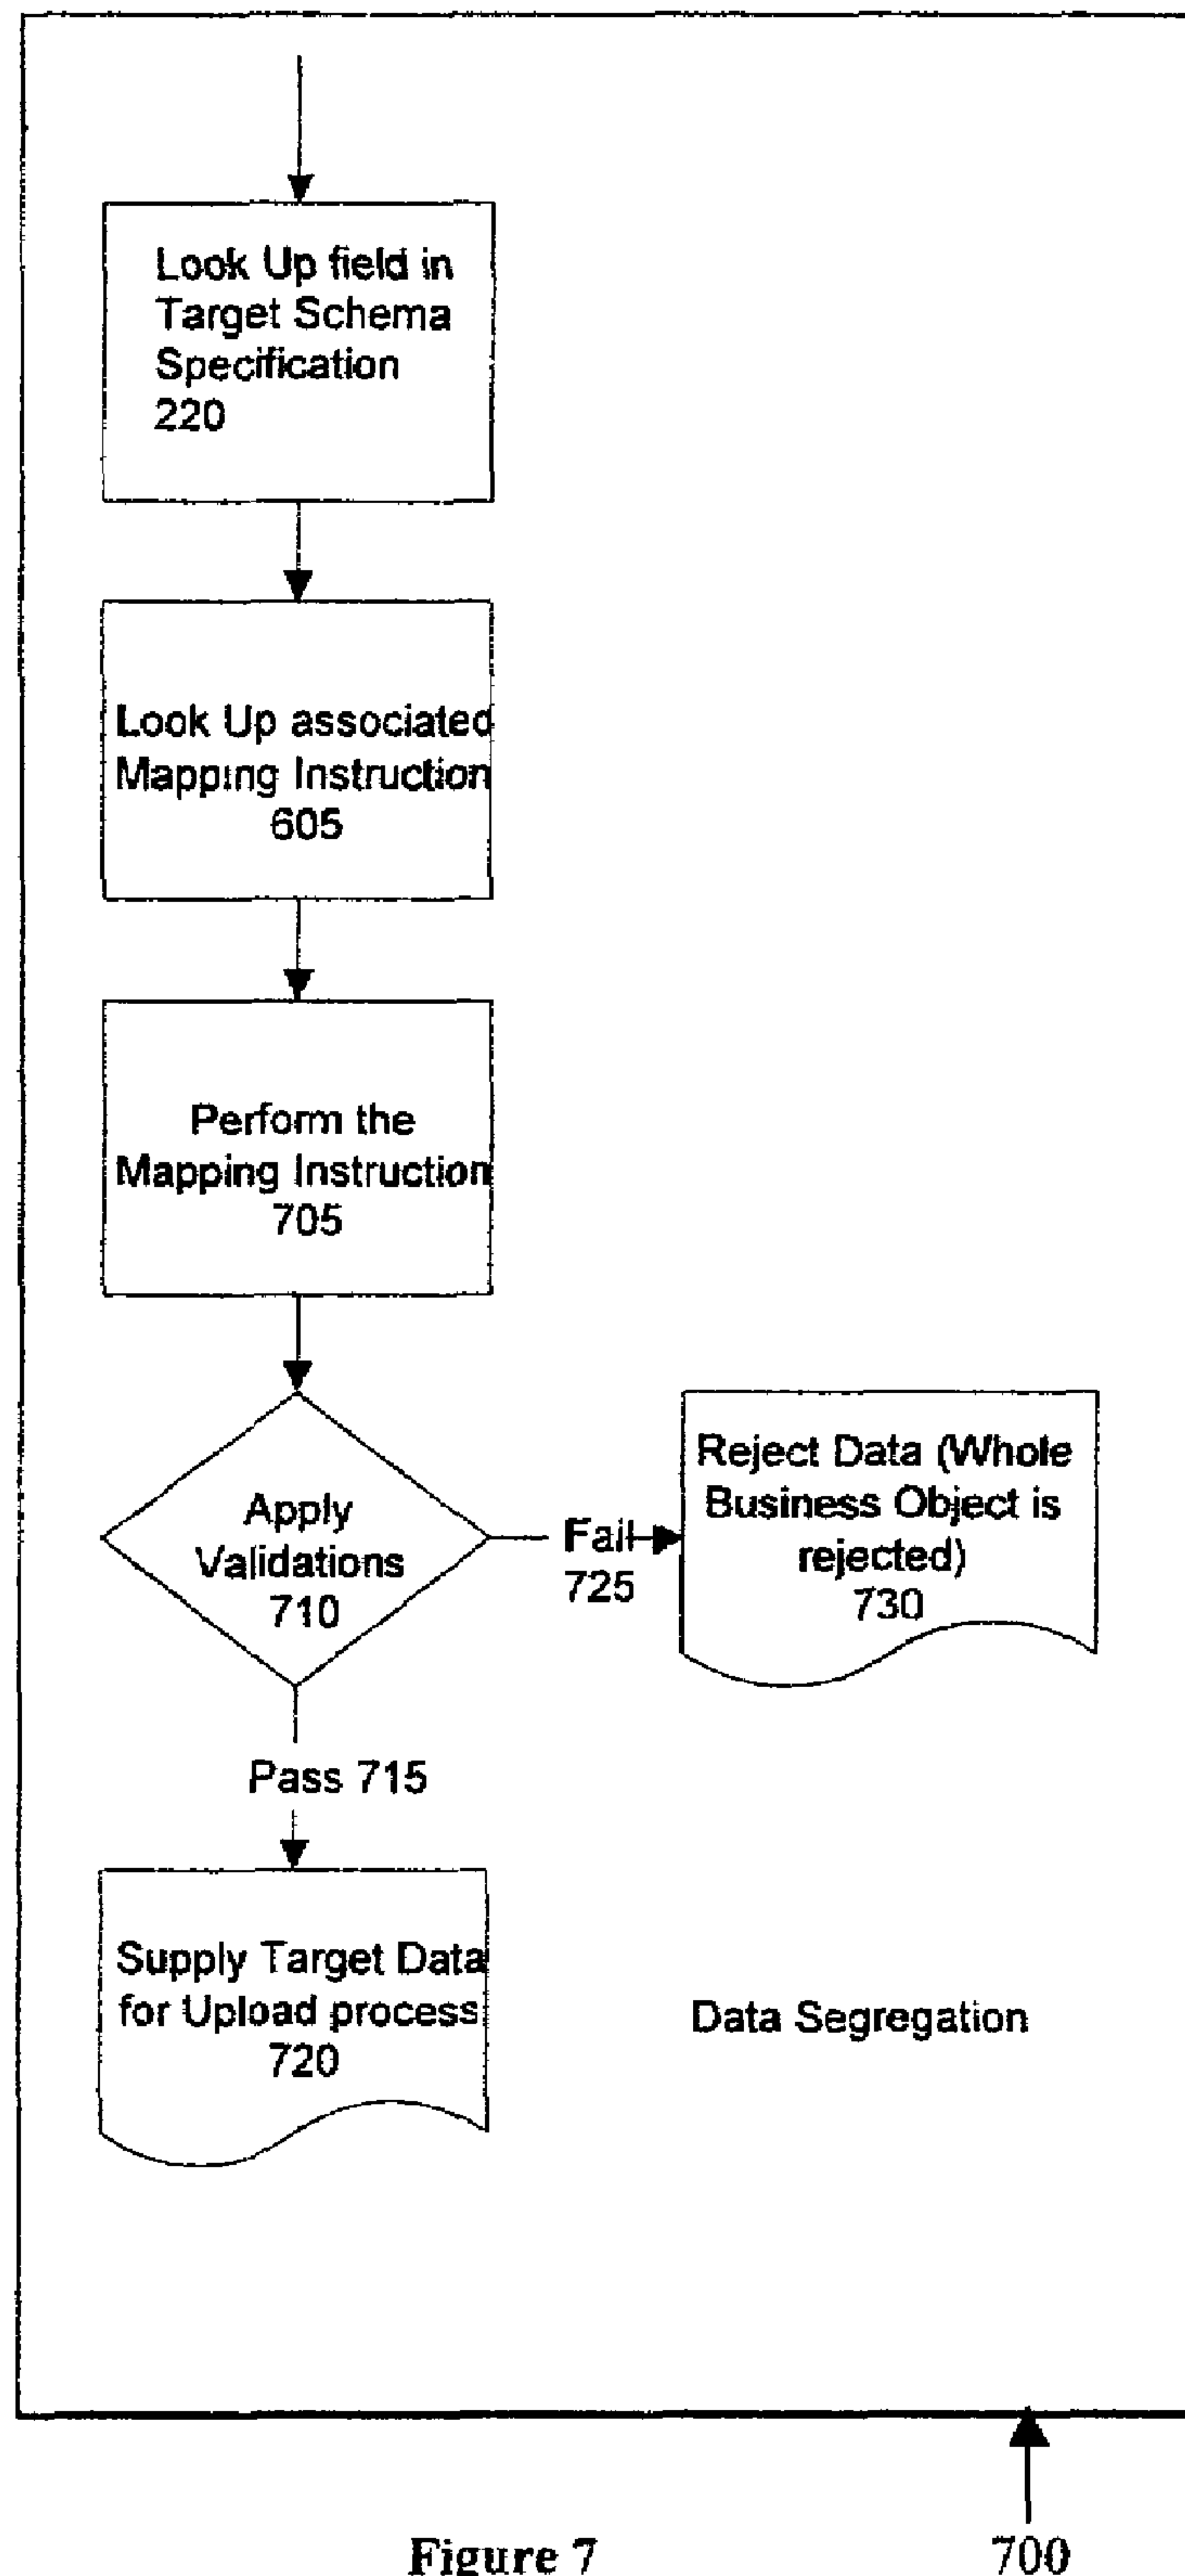 Look Up field in
Target Schema
Specification
220
Look Up associated
Mapping Instruction
605
Perform the
Mapping Instruction
705
Apply
Validations
710
Fail
725
Reject Data (Whole
Business Object is
rejected)
730
Pass 715
Supply Target Data
for Upload process
720
Data Segregation
Figure 7
700